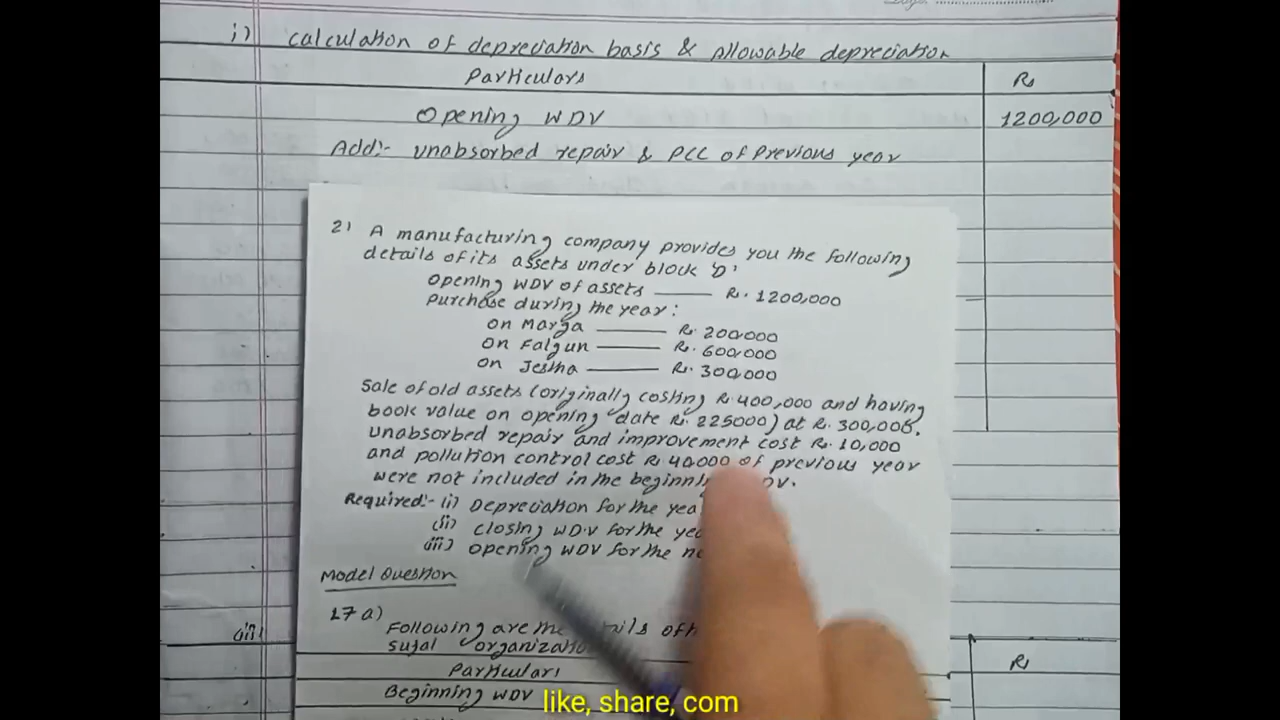 i) Calculation of depreciation basis & Allowable depreciation
Particulars Rs
Opening WDV 1200,000
Add:- unabsorbed repair & PCC of Previous year
2) A manufacturing company provides you the following
details of its assets under block 'D'
Opening WDV of assets —— Rs. 1200,000
Purchase during the year:
On Marga —— Rs. 200,000
On Falgun —— Rs. 600,000
On Jestha —— Rs. 300,000
Sale of old assets (originally costing Rs. 400,000 and having
book value on opening date Rs. 225000) at Rs. 300,000.
Unabsorbed repair and improvement cost Rs. 10,000
and pollution control cost Rs 40,000 of previous year
were not included in the
Required:- (i) Depreciation for the
(ii) Closing W.D.V for the
(iii) Opening WDV for the
Model Question
17 a)
Following are the
sujal
Particulars
Beginning WDV
(ii) Rs
like, share, com